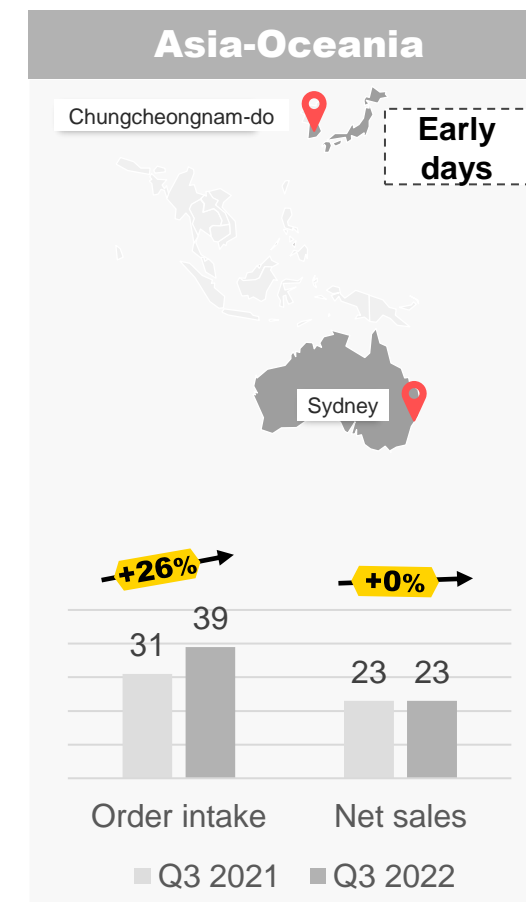 Asia-Oceania
Chungcheongnam-do
Early
days
Sydney
+26%
+0%
31
39
23
23
Order intake
Net sales
Q3 2021
Q3 2022